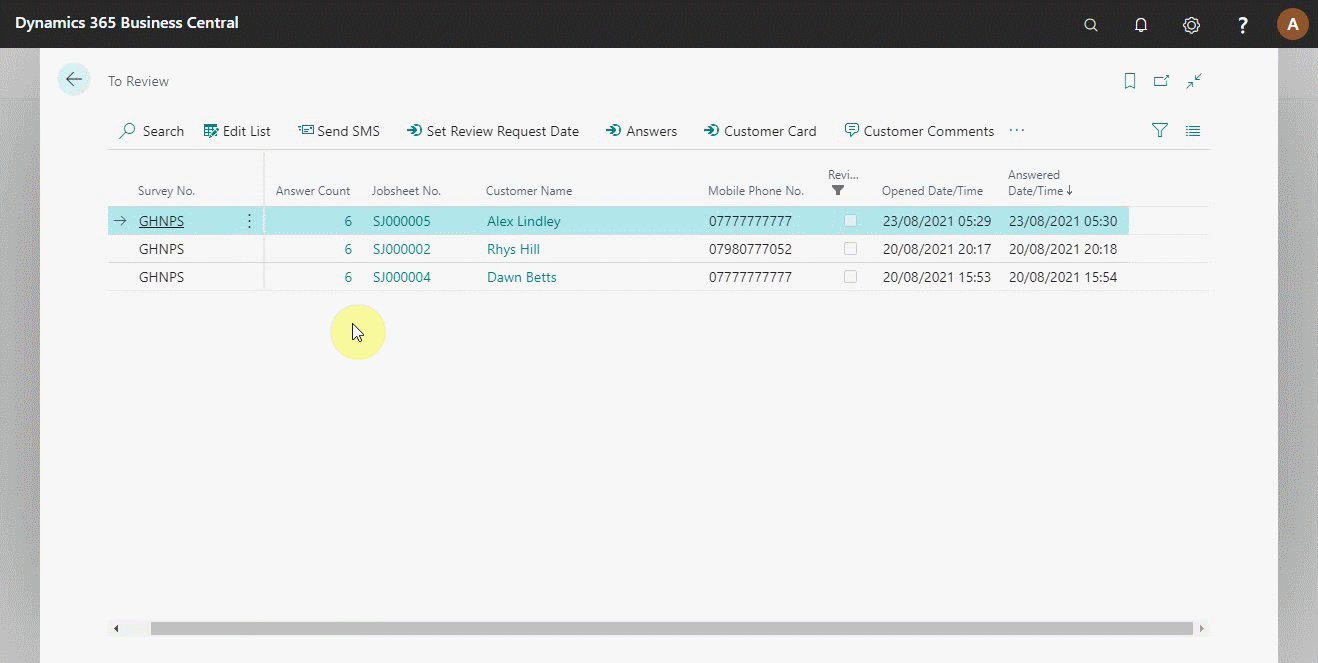 Dynamics 365 Business Central
?
A
To Review
Search Edit List Send SMS Set Review Request Date Answers Customer Card Customer Comments ···
Survey No. Answer Count Jobsheet No. Customer Name Mobile Phone No. Revi... Opened Date/Time Answered Date/Time ↓
GHNPS 6 SJ000005 Alex Lindley 07777777777 23/08/2021 05:29 23/08/2021 05:30
GHNPS 6 SJ000002 Rhys Hill 07980777052 20/08/2021 20:17 20/08/2021 20:18
GHNPS 6 SJ000004 Dawn Betts 07777777777 20/08/2021 15:53 20/08/2021 15:54